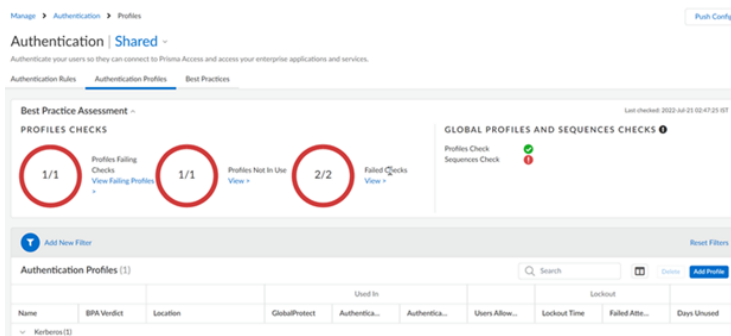 Manage > Authentication > Profiles
Push Config
Authentication | Shared
Authenticate your users so they can connect to Prisma Access and access your enterprise applications and services.
Authentication Rules Authentication Profiles Best Practices
Best Practice Assessment
Last checked: 2022-Jul-25 02:47:25 IST
PROFILES CHECKS
GLOBAL PROFILES AND SEQUENCES CHECKS
1/1
Profiles Failing
Checks
View Failing Profiles
>
1/1
Profiles Not In Use
View >
2/2
Failed Checks
View >
Profiles Check
Sequences Check
Add New Filter
Reset Filters
Authentication Profiles (1)
Search
Delete
Add Profile
Used In
Lockout
Name BPA Verdict Location GlobalProtect Authentica... Authentica... Users Allow... Lockout Time Failed Atte... Days Unused
Kerberos (1)